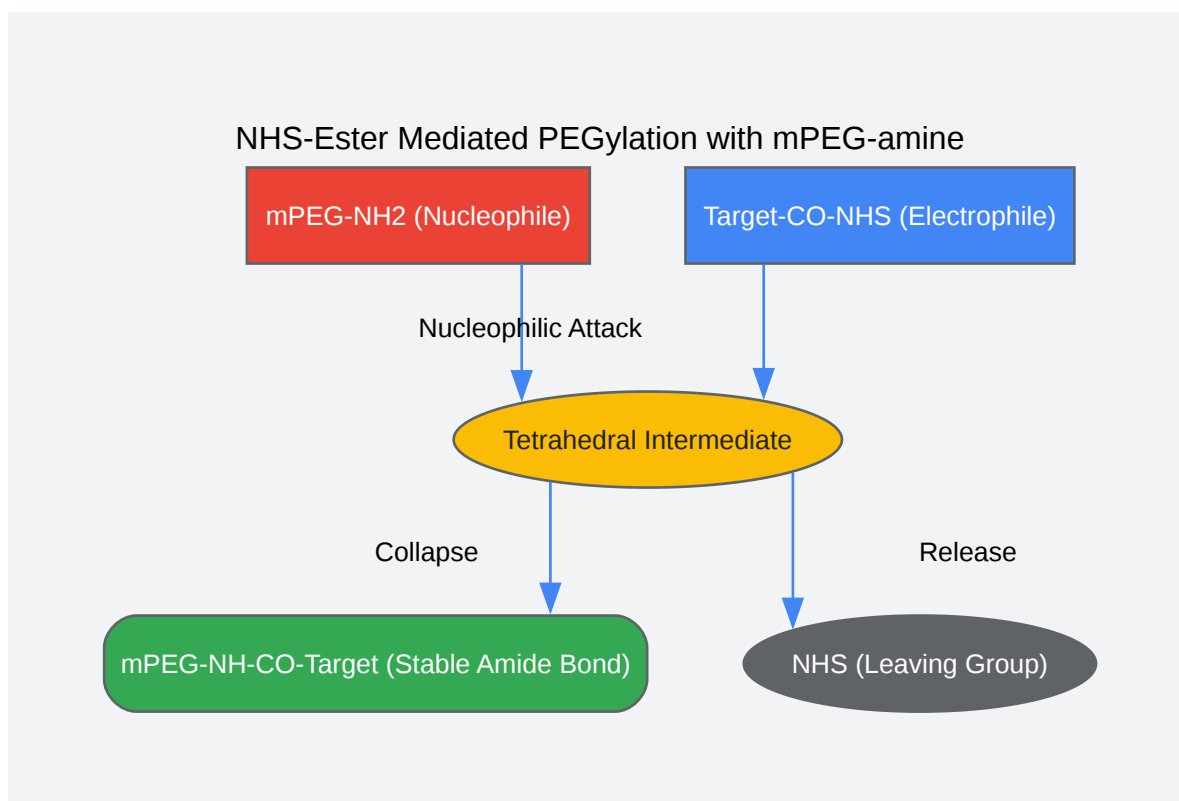 NHS-Ester Mediated PEGylation with mPEG-amine
mPEG-NH2 (Nucleophile)
Target-CO-NHS (Electrophile)
Nucleophilic Attack
Tetrahedral Intermediate
Collapse
Release
mPEG-NH-CO-Target (Stable Amide Bond)
NHS (Leaving Group)